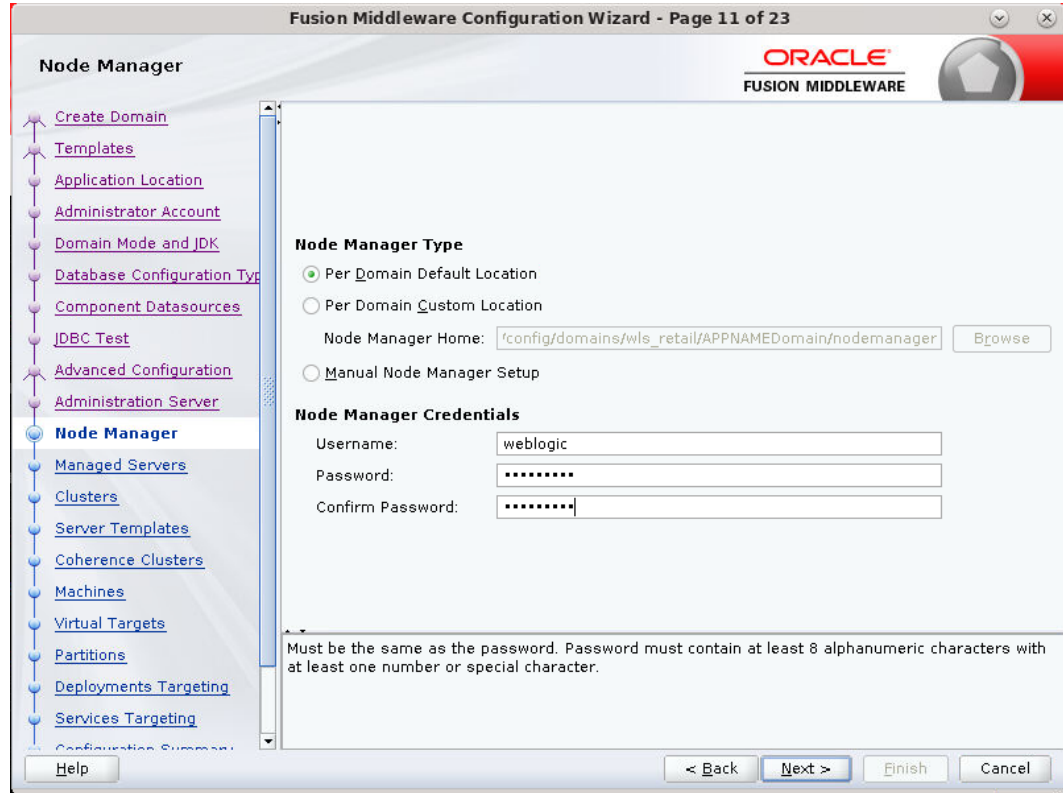 Fusion Middleware Configuration Wizard - Page 11 of 23
Node Manager
ORACLE
FUSION MIDDLEWARE
Create Domain
Templates
Application Location
Administrator Account
Domain Mode and JDK
Database Configuration Typ
Component Datasources
JDBC Test
Advanced Configuration
Administration Server
Node Manager
Managed Servers
Clusters
Server Templates
Coherence Clusters
Machines
Virtual Targets
Partitions
Deployments Targeting
Services Targeting
Configuration Summary
Node Manager Type
Per Domain Default Location
Per Domain Custom Location
Node Manager Home: /config/domains/wls_retail/APPNAMEDomain/nodemanager Browse
Manual Node Manager Setup
Node Manager Credentials
Username: weblogic
Password: •••••••••
Confirm Password: •••••••••
Must be the same as the password. Password must contain at least 8 alphanumeric characters with
at least one number or special character.
Help < Back Next > Finish Cancel